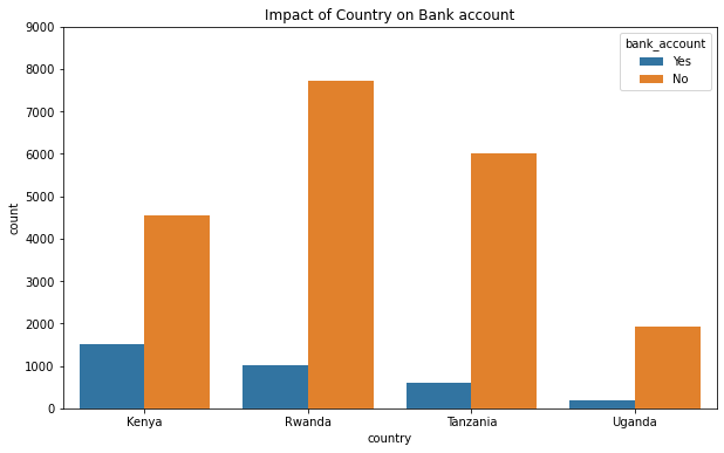 Impact of Country on Bank account
bank_account
Yes
No
9000
8000
7000
6000
5000
4000
3000
2000
1000
0
count
Kenya Rwanda Tanzania Uganda
country